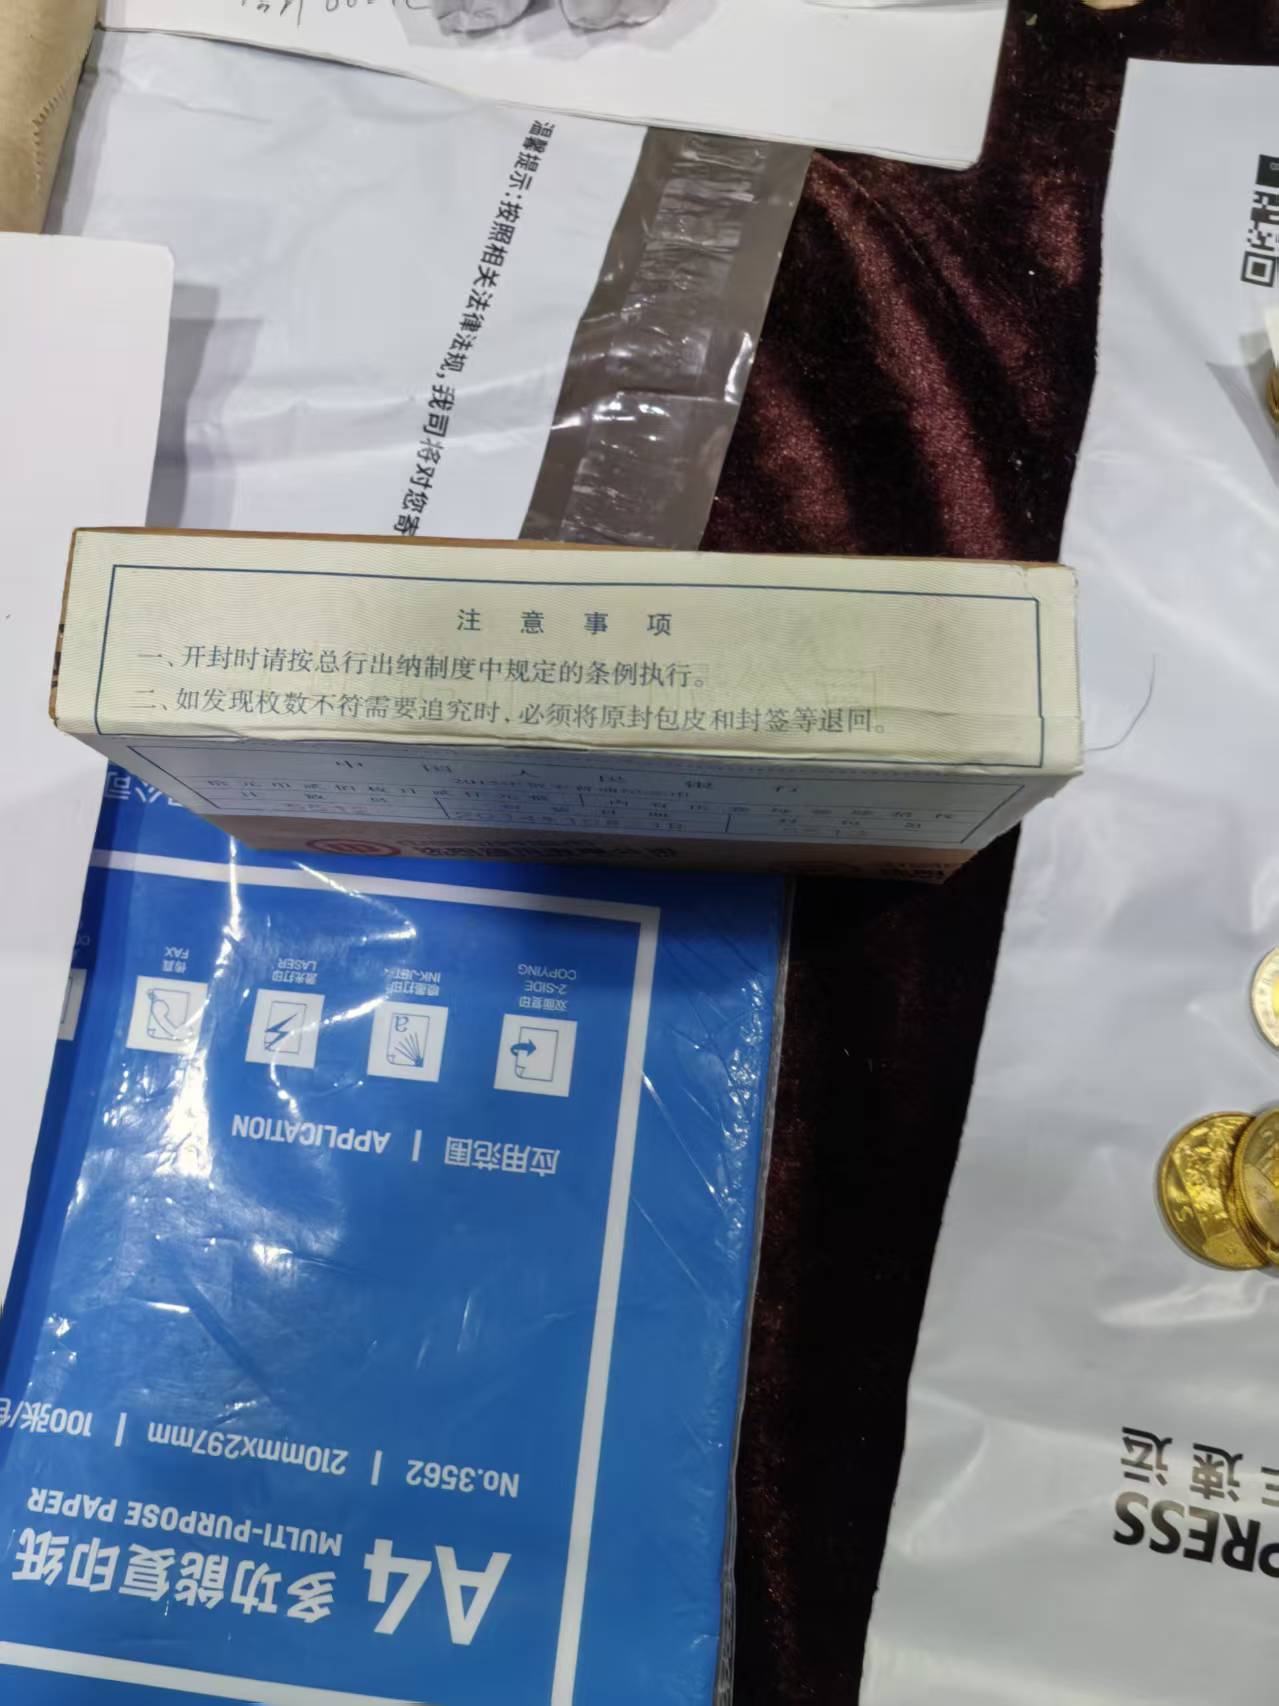 温馨提示：按照相关法律法规，我司将对您寄
注意事项
一、开封时请按总行出纳制度中规定的条例执行。
二、如发现枚数不符需要追究时，必须将原封包皮和封签等退回。
中国人民银行
公司
传真
FAX
激光打印
LASER
喷墨打印
INK-JET
双面复印
2-SIDE
COPYING
应用范围 | APPLICATION
No.3562 | 210mmx297mm | 100张/
A4 多功能复印纸
MULTI-PURPOSE PAPER
速运
PRESS